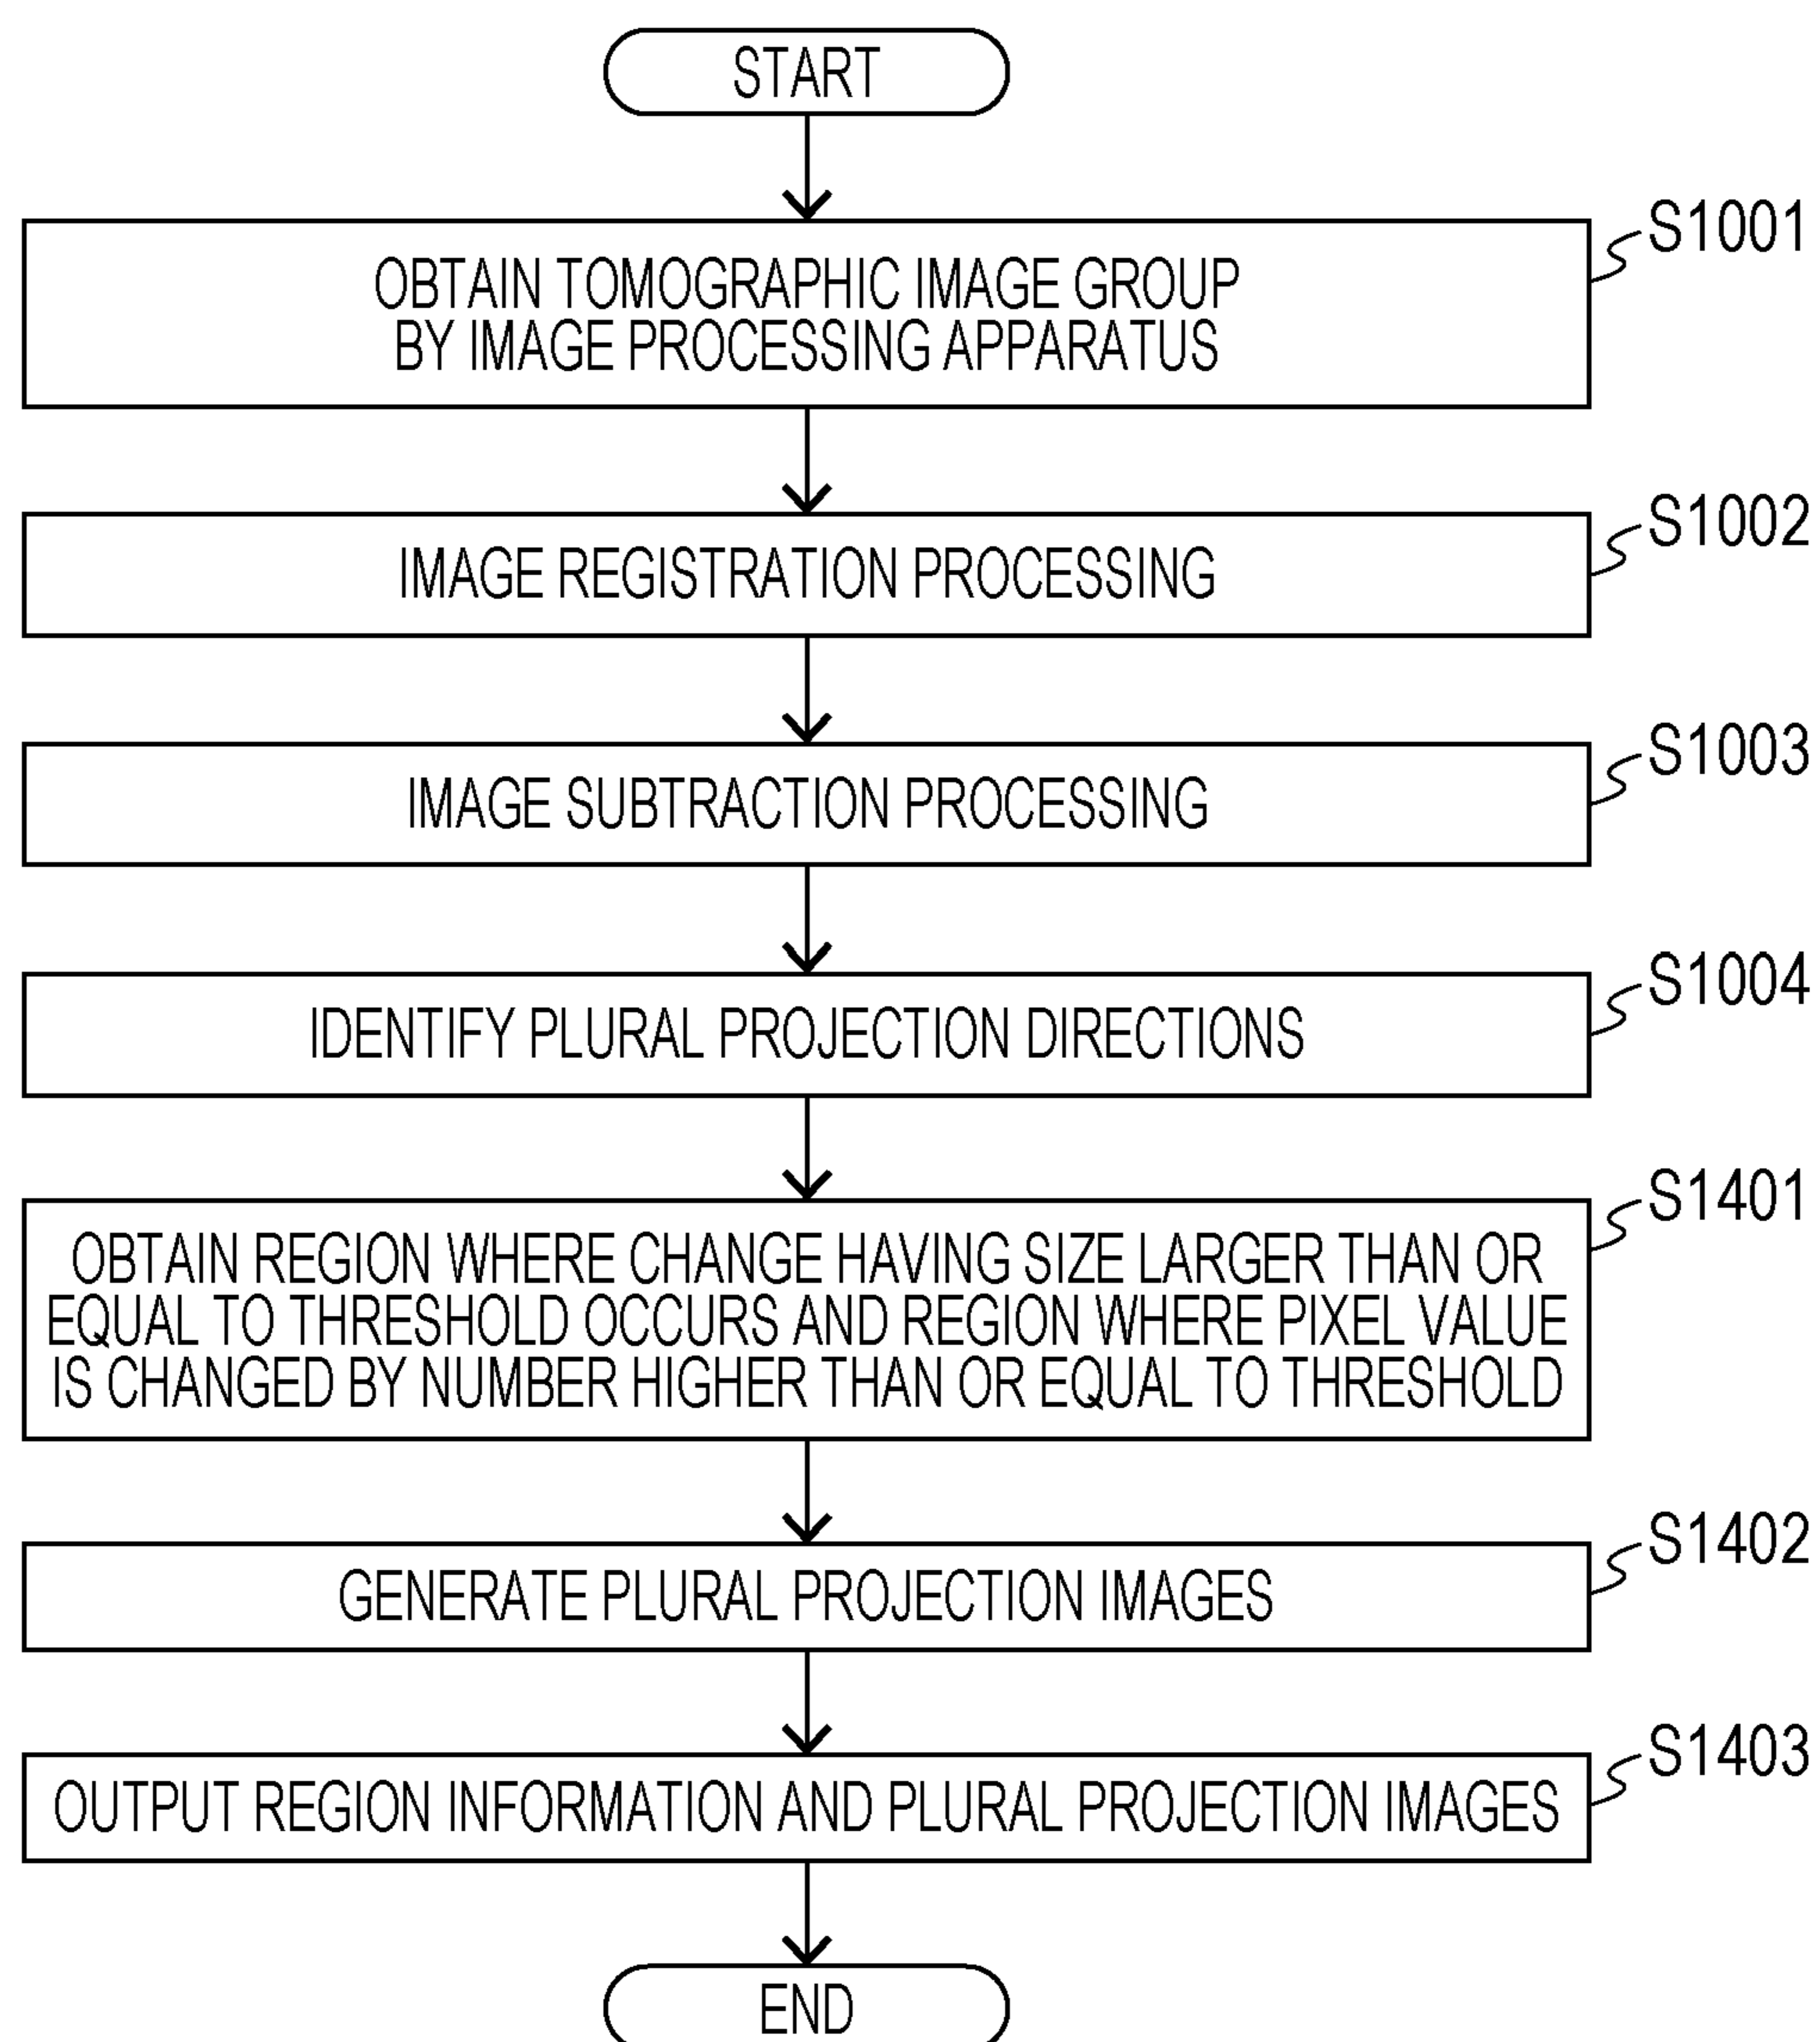 START
S1001
OBTAIN TOMOGRAPHIC IMAGE GROUP
BY IMAGE PROCESSING APPARATUS
S1002
IMAGE REGISTRATION PROCESSING
S1003
IMAGE SUBTRACTION PROCESSING
S1004
IDENTIFY PLURAL PROJECTION DIRECTIONS
S1401
OBTAIN REGION WHERE CHANGE HAVING SIZE LARGER THAN OR
EQUAL TO THRESHOLD OCCURS AND REGION WHERE PIXEL VALUE
IS CHANGED BY NUMBER HIGHER THAN OR EQUAL TO THRESHOLD
S1402
GENERATE PLURAL PROJECTION IMAGES
S1403
OUTPUT REGION INFORMATION AND PLURAL PROJECTION IMAGES
END